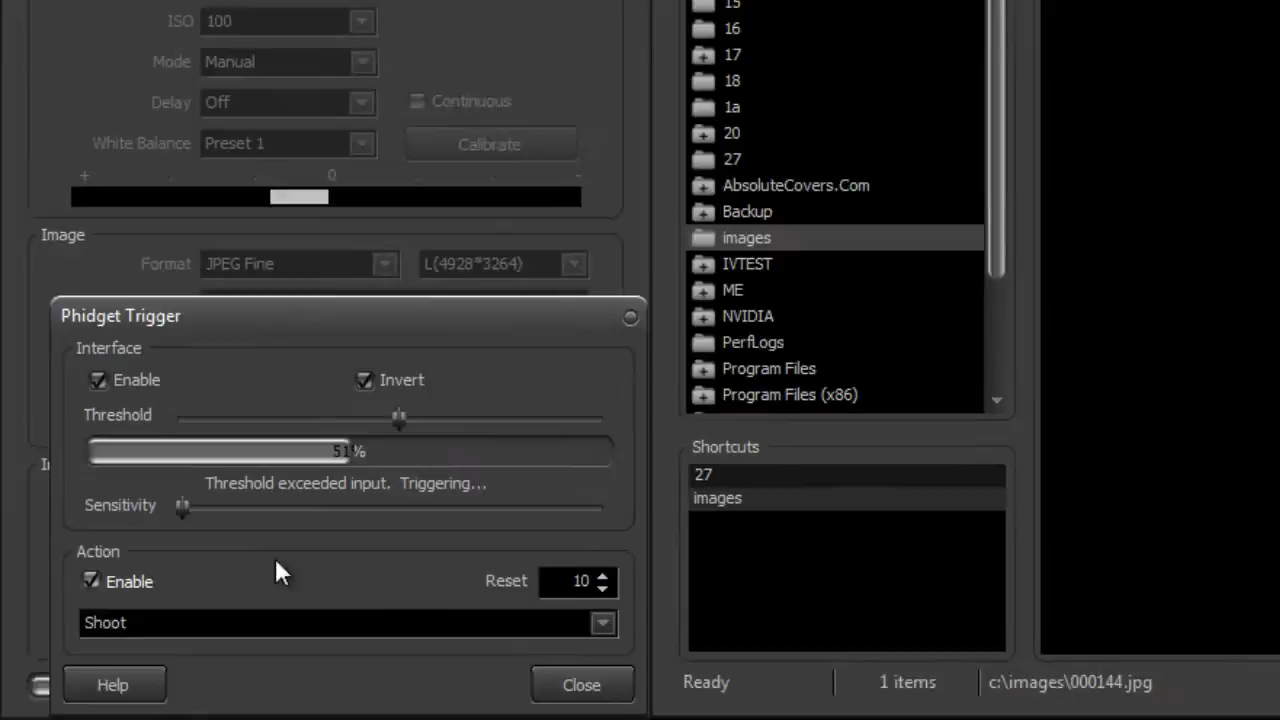 ISO 100
Mode Manual
Delay Off Continuous
White Balance Preset 1 Calibrate
+ 0 -
Image
Format JPEG Fine L(4928*3264)
Phidget Trigger
Interface
Enable Invert
Threshold
51%
Threshold exceeded input. Triggering...
Sensitivity
Action
Enable Reset 10
Shoot
Help Close
15
16
17
18
1a
20
27
AbsoluteCovers.Com
Backup
images
IVTEST
ME
NVIDIA
PerfLogs
Program Files
Program Files (x86)
Shortcuts
27
images
Ready 1 items c:\images\000144.jpg